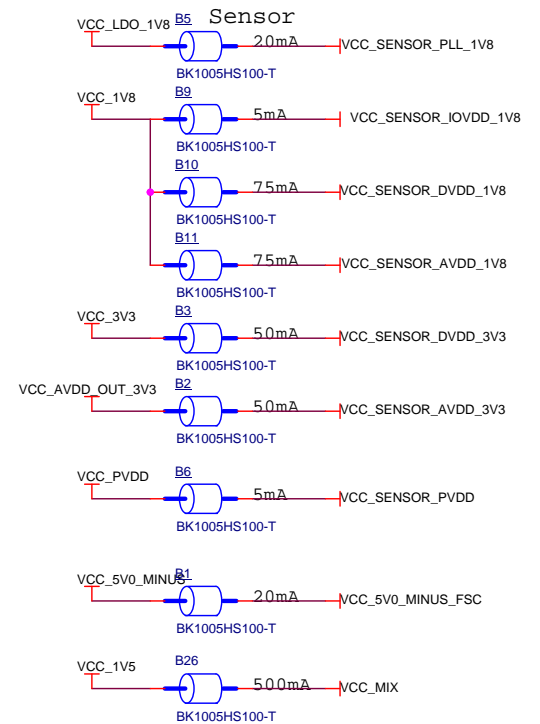 Sensor
VCC_LDO_1V8
B5
20mA
VCC_SENSOR_PLL_1V8
BK1005HS100-T
VCC_1V8
B9
5mA
VCC_SENSOR_IOVDD_1V8
BK1005HS100-T
B10
75mA
VCC_SENSOR_DVDD_1V8
BK1005HS100-T
B11
75mA
VCC_SENSOR_AVDD_1V8
BK1005HS100-T
VCC_3V3
B3
50mA
VCC_SENSOR_DVDD_3V3
BK1005HS100-T
VCC_AVDD_OUT_3V3
B2
50mA
VCC_SENSOR_AVDD_3V3
BK1005HS100-T
VCC_PVDD
B6
5mA
VCC_SENSOR_PVDD
BK1005HS100-T
VCC_5V0_MINUS
B1
20mA
VCC_5V0_MINUS_FSC
BK1005HS100-T
VCC_1V5
B26
500mA
VCC_MIX
BK1005HS100-T